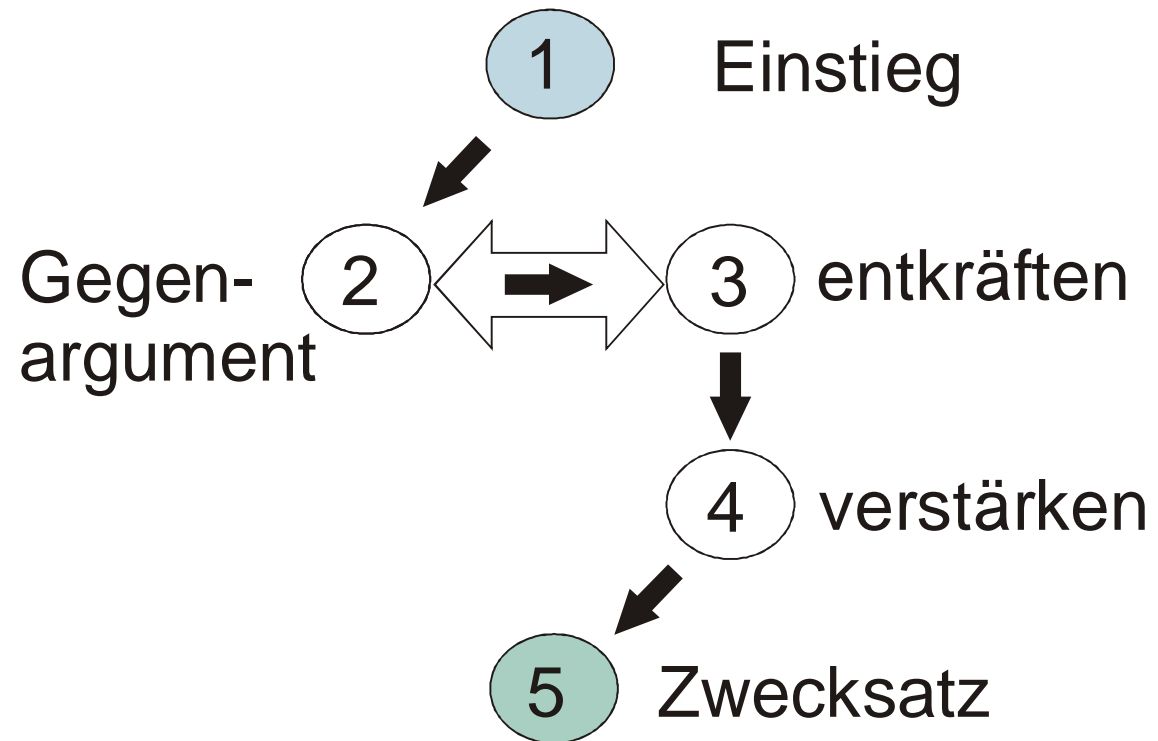 1 Einstieg
Gegen-
argument
2
3 entkräften
4 verstärken
5 Zwecksatz